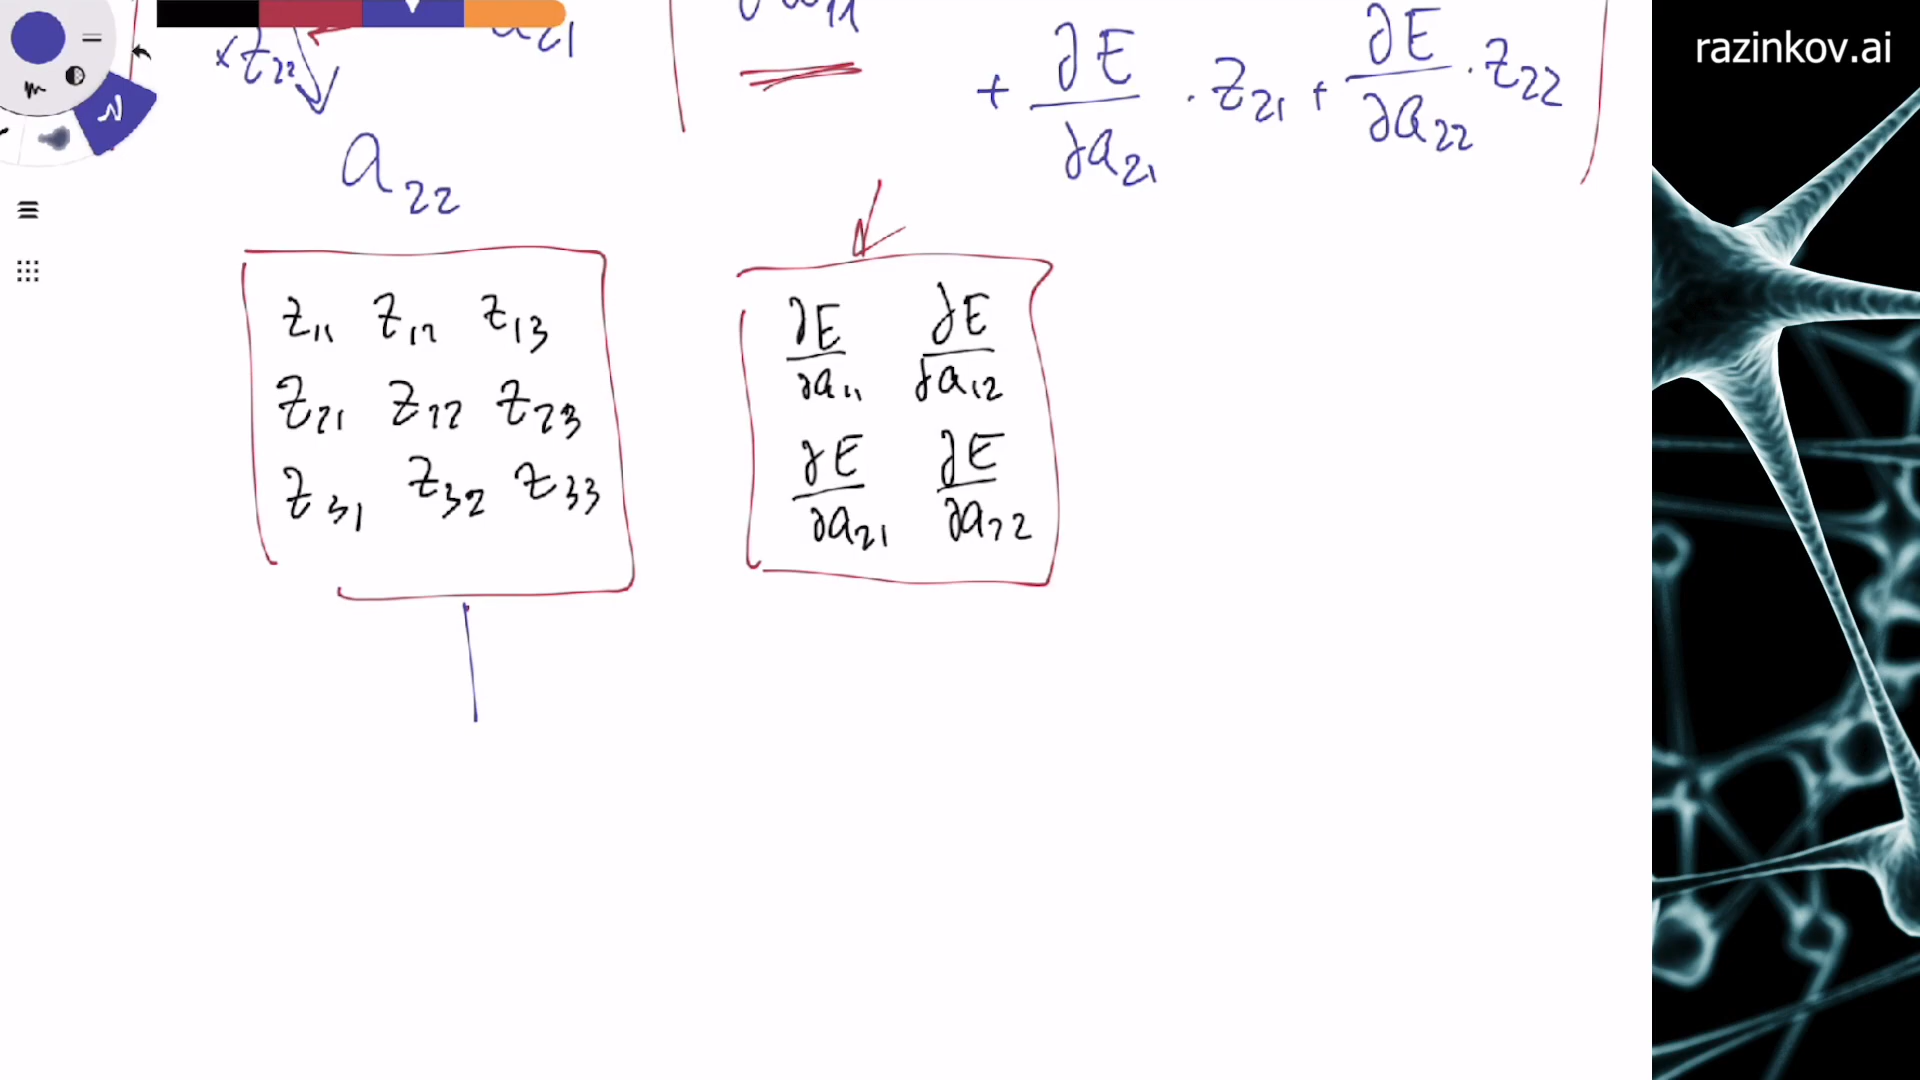 razinkov.ai
×z₂₂
+ ∂E/∂a₂₁ · z₂₁ + ∂E/∂a₂₂ · z₂₂
a₂₂
z₁₁ z₁₂ z₁₃
z₂₁ z₂₂ z₂₃
z₃₁ z₃₂ z₃₃
∂E/∂a₁₁ ∂E/∂a₁₂
∂E/∂a₂₁ ∂E/∂a₂₂